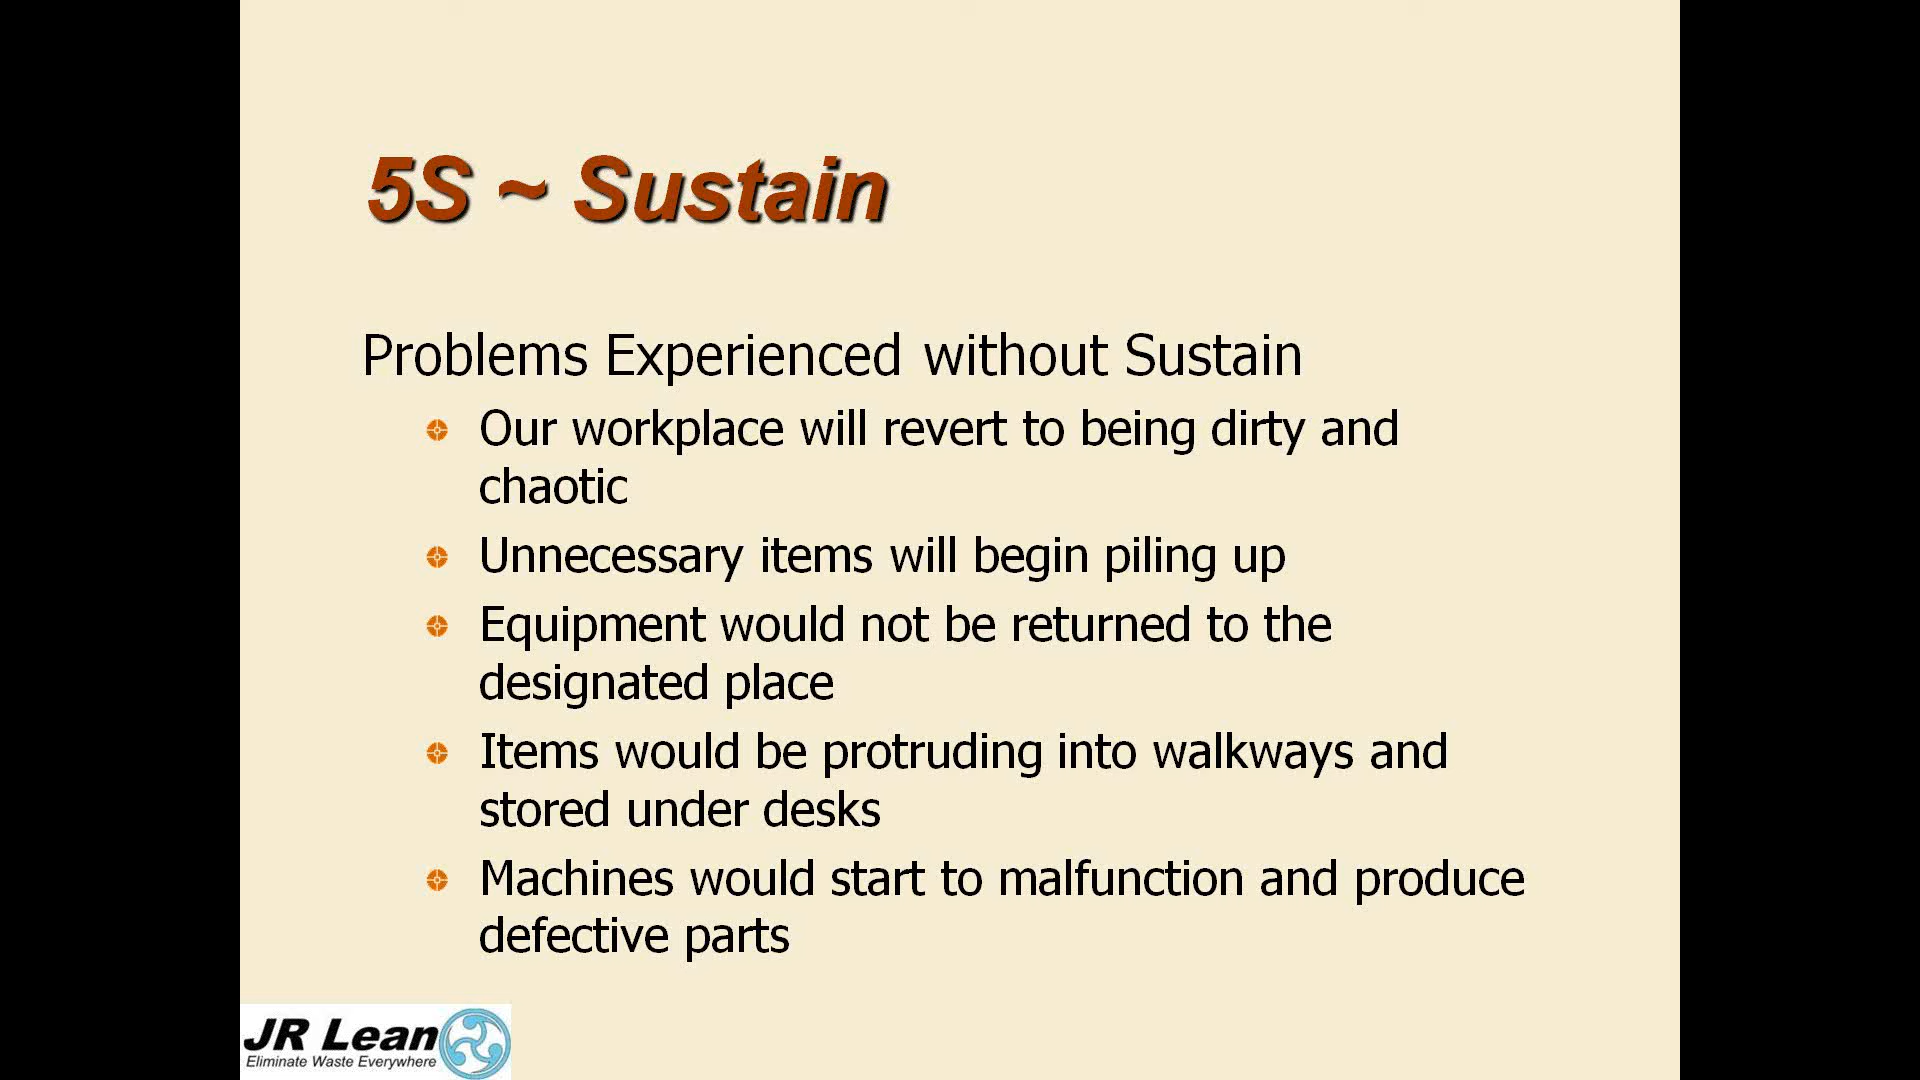 5S ~ Sustain
Problems Experienced without Sustain
Our workplace will revert to being dirty and
chaotic
Unnecessary items will begin piling up
Equipment would not be returned to the
designated place
Items would be protruding into walkways and
stored under desks
Machines would start to malfunction and produce
defective parts
JR Lean
Eliminate Waste Everywhere